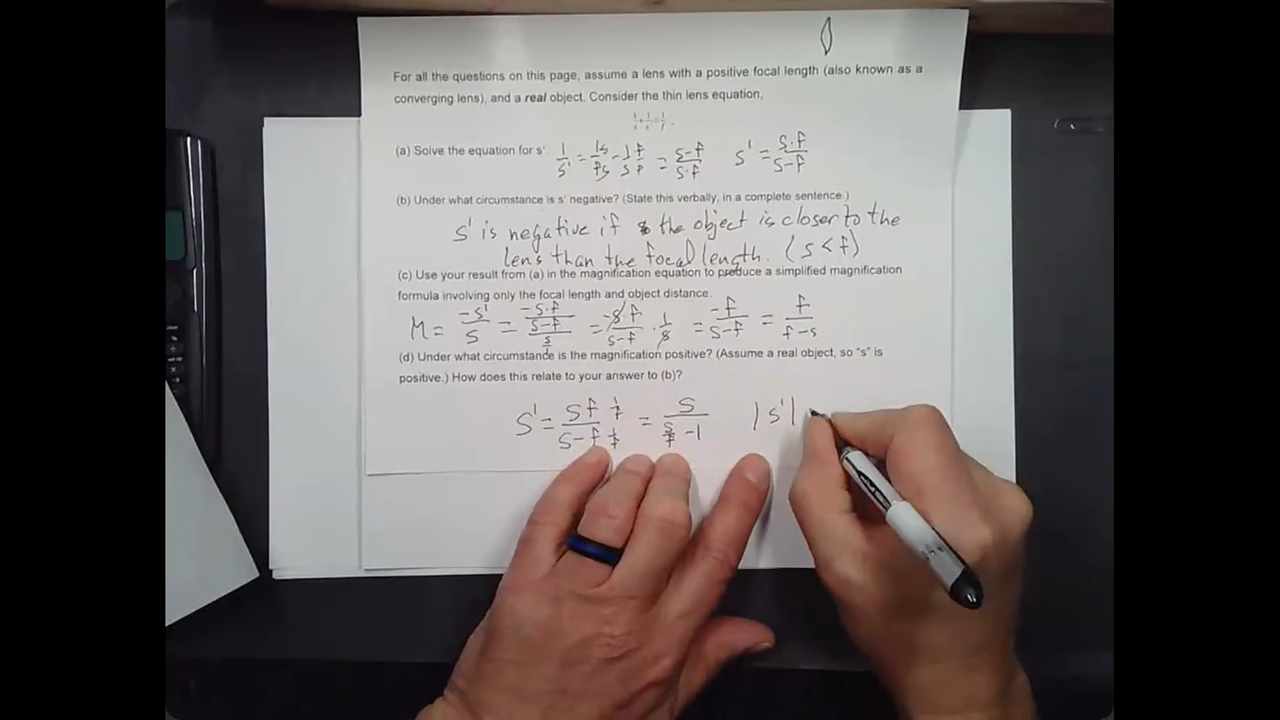 For all the questions on this page, assume a lens with a positive focal length (also known as a
converging lens), and a real object. Consider the thin lens equation,
(a) Solve the equation for s'. 1/s' = 1s/fs - 1 f/s f = s-f/s·f s' = s·f/s-f
(b) Under what circumstance is s' negative? (State this verbally, in a complete sentence.)
s' is negative if the object is closer to the
lens than the focal length. (s < f)
(c) Use your result from (a) in the magnification equation to produce a simplified magnification
formula involving only the focal length and object distance.
M = -s'/s = -s·f/s-f / s/1 = -s f/s-f · 1/s = -f/s-f = f/f-s
(d) Under what circumstance is the magnification positive? (Assume a real object, so "s" is
positive.) How does this relate to your answer to (b)?
s' = sf 1/f / s-f 1/f = s / s/f -1 |s'|